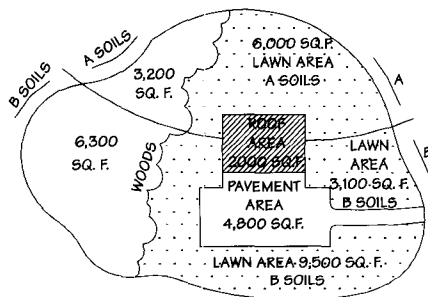 A SOILS
B SOILS
3,200
SQ. F.
6,000 SQ.F.
LAWN AREA
A SOILS
A
B
6,300
SQ. F.
WOODS
ROOF
AREA
2000 SQ.F.
LAWN
AREA
3,100 SQ.F.
B SOILS
PAVEMENT
AREA
4,800 SQ.F.
LAWN AREA 9,500 SQ.F.
B SOILS